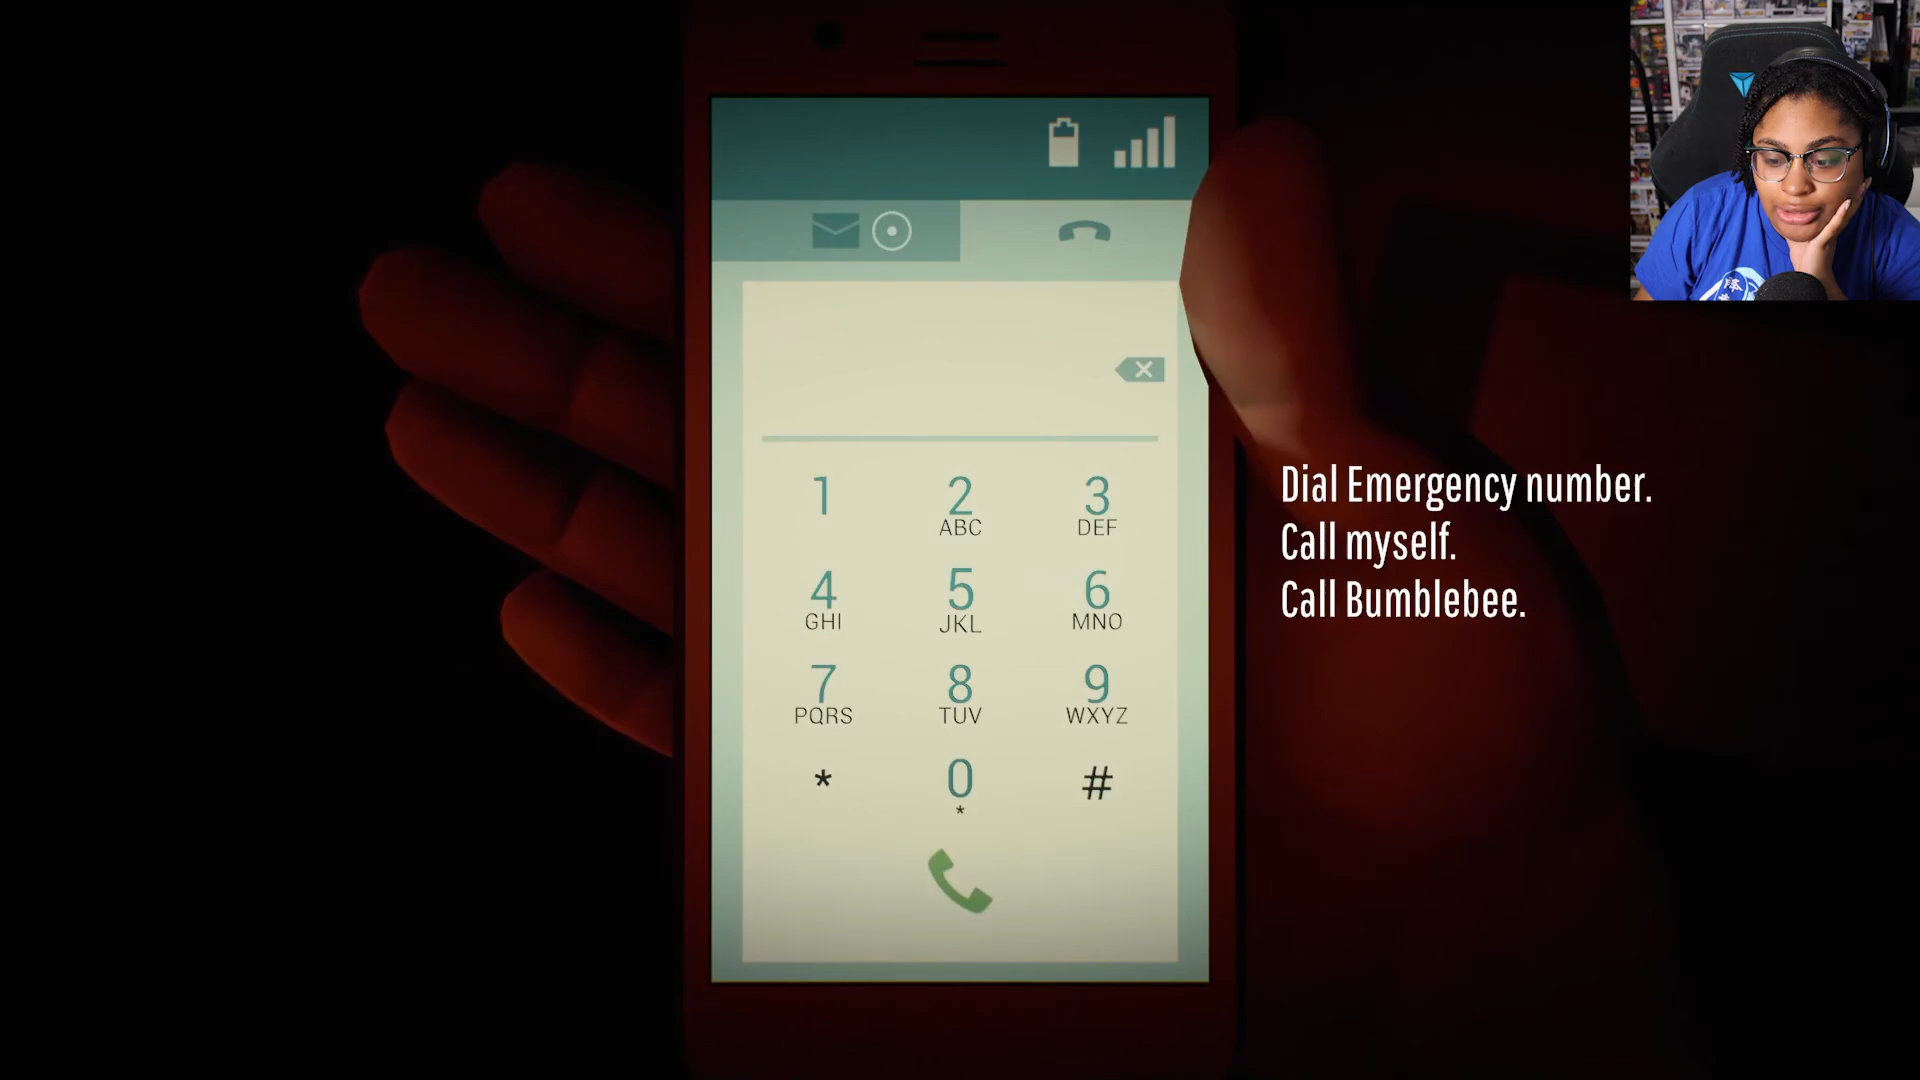 1
2
ABC
3
DEF
4
GHI
5
JKL
6
MNO
7
PQRS
8
TUV
9
WXYZ
*
0
*
#
Dial Emergency number.
Call myself.
Call Bumblebee.